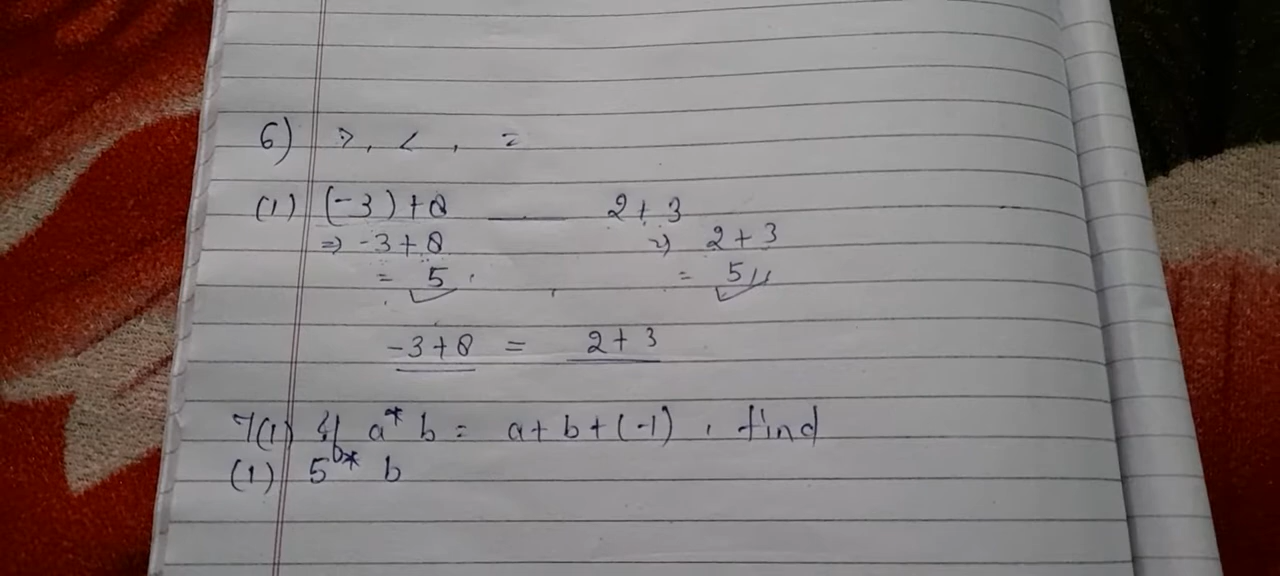 6) >, <, =
(1) (-3)+8 ____ 2+3
⇒ -3+8 ⇒ 2+3
= 5 = 5
-3+8 = 2+3
7(1) If a* b = a+b+(-1), find
(1) 5* b